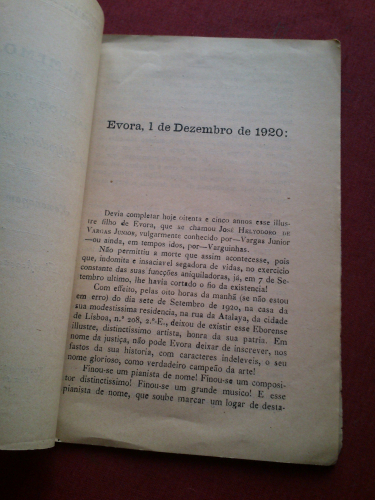 Evora, 1 de Dezembro de 1920:
Devia completar hoje oitenta e cinco annos esse illus-
tre filho de Evora, que se chamou JOSÉ HELYODORO DE
VARGAS JUNIOR, vulgarmente conhecido por—Vargas Junior
—ou ainda, em tempos idos, por—Varguinhas.
Não permittiu a morte que assim acontecesse, pois
que, indomita e insaciavel segadora de vidas, no exercicio
constante das suas funcções aniquiladoras, já, em 7 de Se-
tembro ultimo, lhe havia cortado o fio da existencia!
Com effeito, pelas oito horas da manhã (se não estou
em erro) do dia sete de Setembro de 1920, na casa da
sua modestissima residencia, na rua da Atalaya, da cidade
de Lisboa, n.º 208, 2.º-E., deixou de existir esse Eborense
illustre, distinctissimo artista, honra da sua patria. Em
nome da justiça, não pode Evora deixar de inscrever, nos
fastos da sua historia, com caracteres indeleveis, o seu
nome glorioso, como verdadeiro campeão da arte!
Finou-se um pianista de nome! Finou-se um composi-
tor distinctissimo! Finou-se um grande musico! E esse
pianista de nome, que soube marcar um logar de desta-